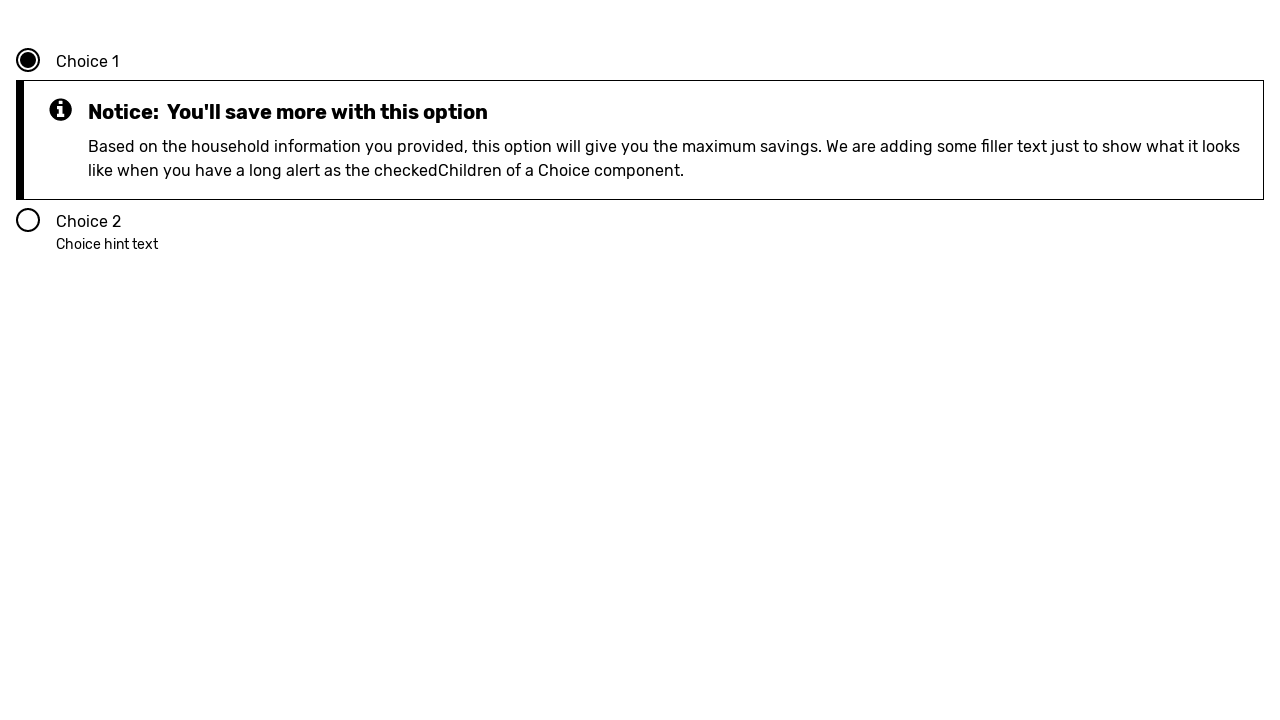 Choice 1
Notice: You'll save more with this option
Based on the household information you provided, this option will give you the maximum savings. We are adding some filler text just to show what it looks
like when you have a long alert as the checkedChildren of a Choice component.
Choice 2
Choice hint text